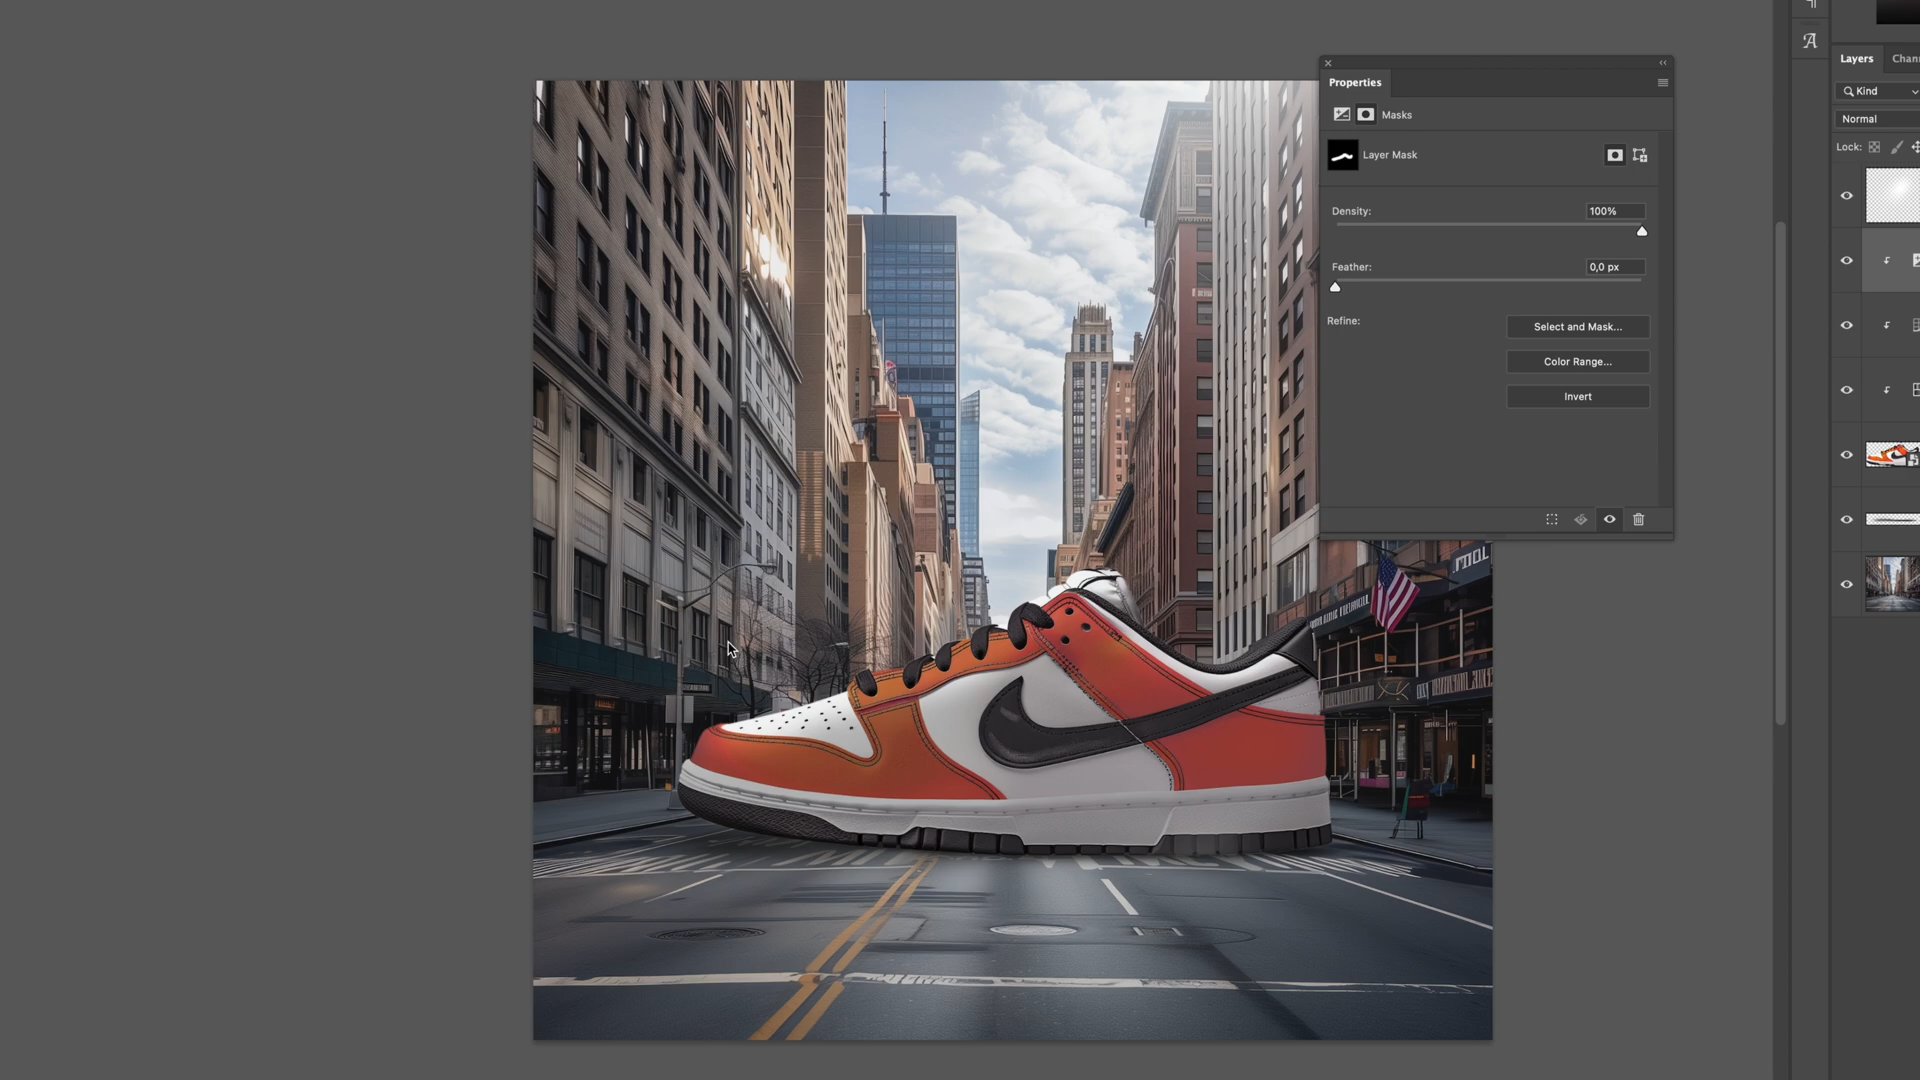 A
Layers
Chan
Properties
Kind
Masks
Normal
Lock:
Layer Mask
Density:
100%
Feather:
0,0 px
Refine:
Select and Mask...
Color Range...
Invert